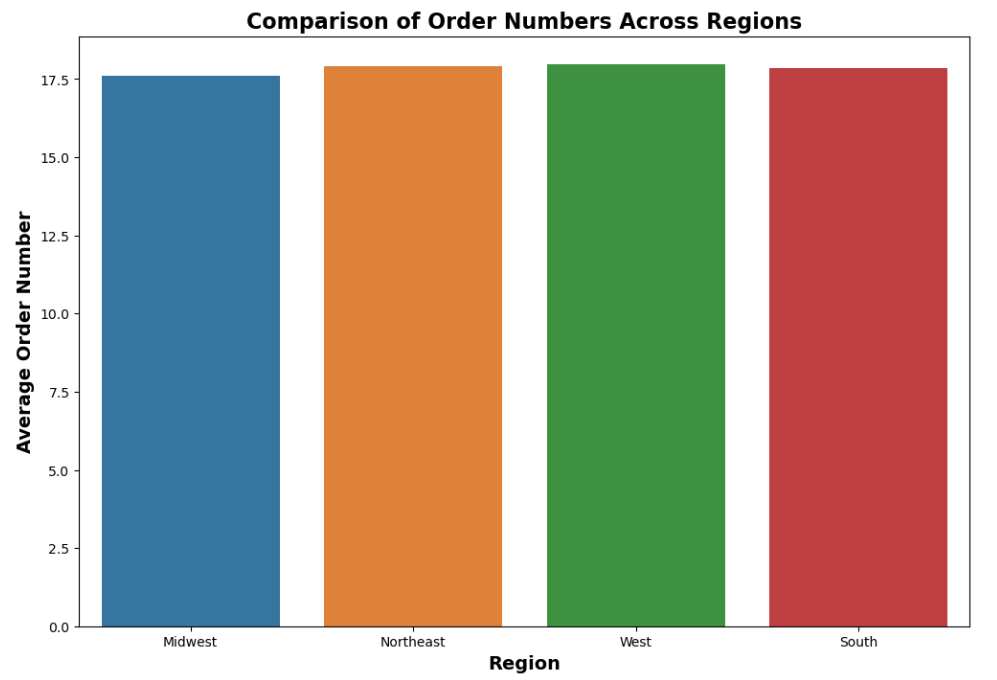 Comparison of Order Numbers Across Regions
Average Order Number
17.5
15.0
12.5
10.0
7.5
5.0
2.5
0.0
Midwest Northeast West South
Region